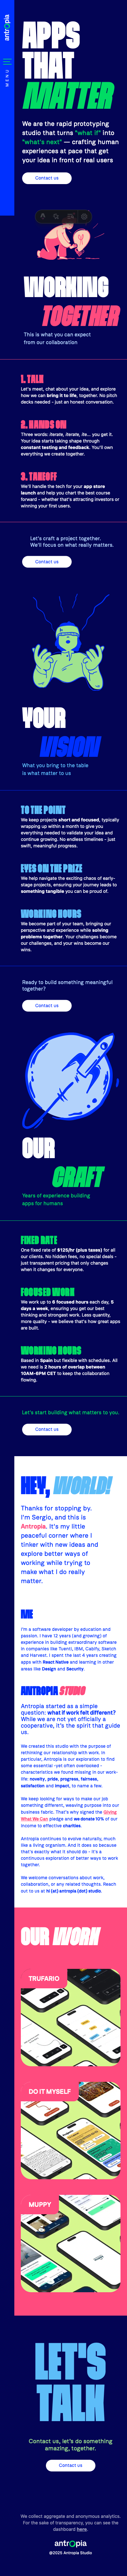 antropia
MENU
APPS
THAT
MATTER
We are the rapid prototyping
studio that turns "what if" into
"what's next" — crafting human
experiences at pace that get
your idea in front of real users
Contact us
WORKING
TOGETHER
This is what you can expect
from our collaboration
1. TALK
Let's meet, chat about your idea, and explore
how we can bring it to life, together. No pitch
decks needed - just an honest conversation.
2. HANDS ON
Three words: iterate, iterate, ite... you get it.
Your idea starts taking shape through
constant testing and feedback. You'll own
everything we create together.
3. TAKEOFF
We'll handle the tech for your app store
launch and help you chart the best course
forward - whether that's attracting investors or
winning your first users.
Let's craft a project together.
We'll focus on what really matters.
Contact us
YOUR
VISION
What you bring to the table
is what matter to us
TO THE POINT
We keep projects short and focused, typically
wrapping up within a month to give you
everything needed to validate your idea and
continue growing. No endless timelines - just
swift, meaningful progress.
EYES ON THE PRIZE
We help navigate the exciting chaos of early-
stage projects, ensuring your journey leads to
something tangible you can be proud of.
WORKING HOURS
We become part of your team, bringing our
perspective and experience while solving
problems together. Your challenges become
our challenges, and your wins become our
wins.
Ready to build something meaningful
together?
Contact us
OUR
CRAFT
Years of experience building
apps for humans
FIXED RATE
One fixed rate of $125/hr (plus taxes) for all
our clients. No hidden fees, no special deals -
just transparent pricing that only changes
when it changes for everyone.
FOCUSED WORK
We work up to 6 focused hours each day, 5
days a week, ensuring you get our best
thinking and strongest work. Less quantity,
more quality – we believe that's how great apps
are built.
WORKING HOURS
Based in Spain but flexible with schedules. All
we need is 2 hours overlap between
10AM-6PM CET to keep the collaboration
flowing.
Let's start building what matters to you.
Contact us
HEY, WORLD!
Thanks for stopping by.
I'm Sergio, and this is
Antropia. It's my little
peaceful corner where I
tinker with new ideas and
explore better ways of
working while trying to
make what I do really
matter.
ME
I'm a software developer by education and
passion. I have 12 years (and growing) of
experience in building extraordinary software
in companies like Tuenti, IBM, Cabify, Samsh
and Harvest. I spent the last 4 years creating
apps with React Native and learning in other
areas like Design and Security.
ANTROPIA STUDIO
Antropia started as a simple
question: what if work felt different?
While we are not yet officially a
cooperative, it's the spirit that guide
us.
We created this studio with the purpose of
rethinking our relationship with work. In
particular, Antropia is our exploration to find
some essential—yet often overlooked -
characteristics we found missing in our work-
life: novelty, pride, progress, fairness,
satisfaction and impact, to name a few.
We keep looking for ways to make our job
something different, weaving purpose into our
business fabric. That's why signed the Giving
What We Can pledge and we donate 10% of our
income to effective charities.
Antropia continues to evolve naturally, much
like a living organism. And it does so because
that's exactly what it should do - it's a
continuous exploration of better ways to work
together.
We welcome conversations about work,
collaboration, or any related thoughts. Reach
out to us at hi (at) antropia (dot) studio.
OUR WORK
TRUFARIO
DO IT MYSELF
MUPPY
LET'S
TALK
Contact us, let's do something
amazing, together.
Contact us
We collect aggregate and anonymous analytics.
For the sake of transparency, you can see the
dashboard here.
antropia
@2025 Antropia Studio